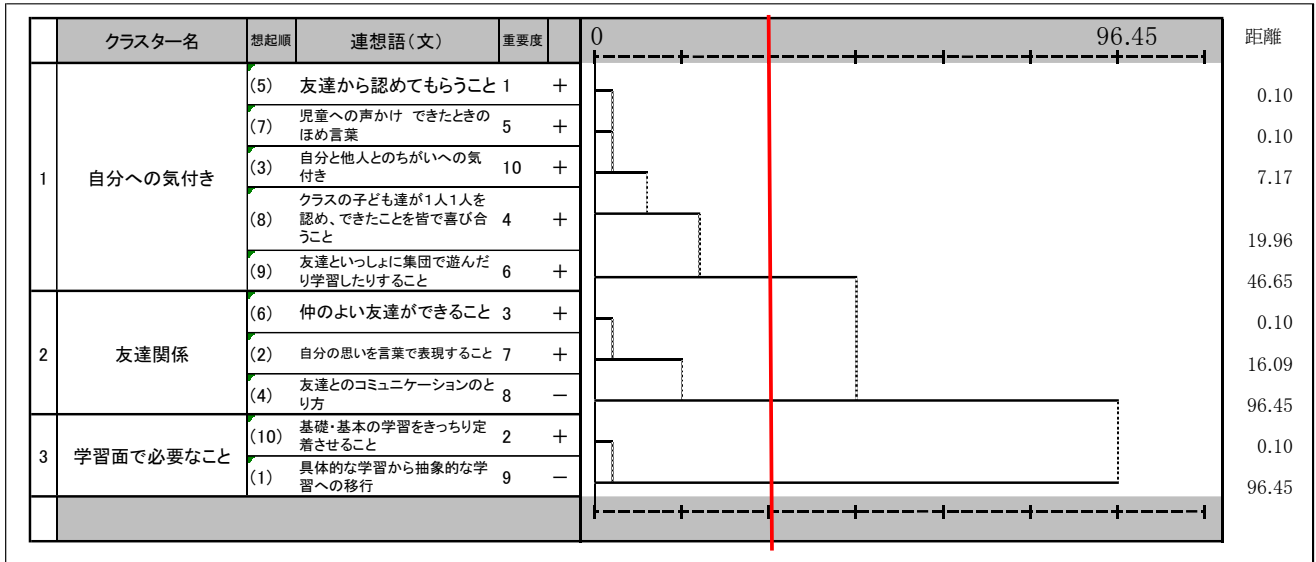 クラスター名 想起順 連想語(文) 重要度 0 96.45 距離
(5) 友達から認めてもらうこと 1 + 0.10
(7) 児童への声かけ できたときの
ほめ言葉 5 + 0.10
1 自分への気付き (3) 自分と他人とのちがいへの気
付き 10 + 7.17
(8) クラスの子ども達が1人1人を
認め、できたことを皆で喜び合
うこと 4 + 19.96
(9) 友達といっしょに集団で遊んだ
り学習したりすること 6 + 46.65
(6) 仲のよい友達ができること 3 + 0.10
2 友達関係 (2) 自分の思いを言葉で表現すること 7 + 16.09
(4) 友達とのコミュニケーションのと
り方 8 - 96.45
3 学習面で必要なこと (10) 基礎・基本の学習をきっちり定
着させること 2 + 0.10
(1) 具体的な学習から抽象的な学
習への移行 9 - 96.45